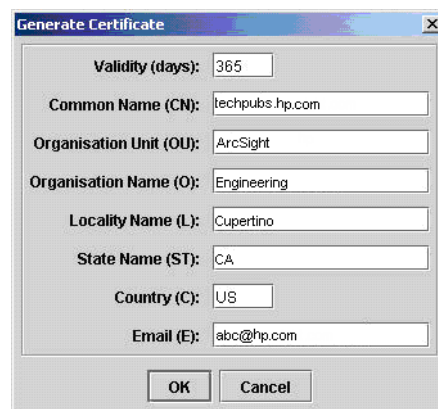 Generate Certificate
Validity (days): 365
Common Name (CN): techpubs.hp.com
Organisation Unit (OU): ArcSight
Organisation Name (O): Engineering
Locality Name (L): Cupertino
State Name (ST): CA
Country (C): US
Email (E): abc@hp.com
OK Cancel